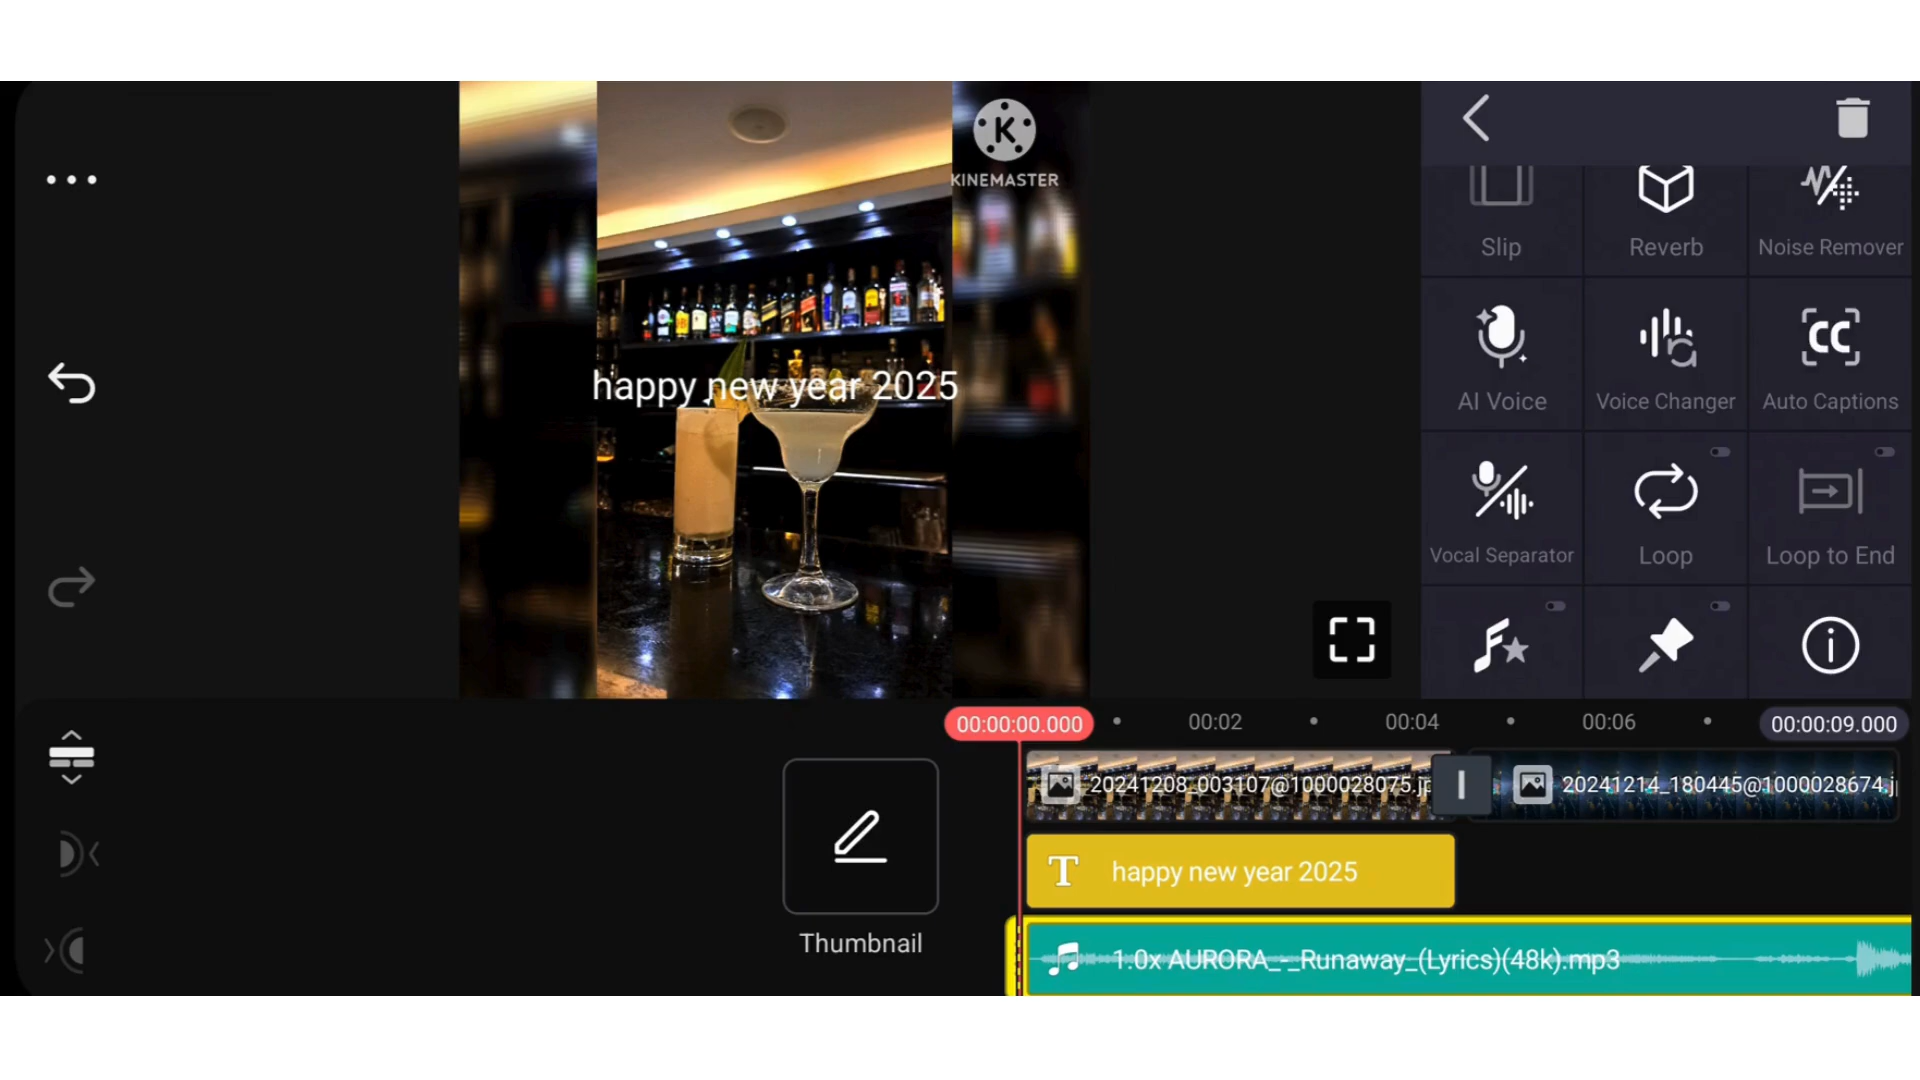 KINEMASTER
happy new year 2025
Slip
Reverb
Noise Remover
AI Voice
Voice Changer
CC
Auto Captions
Vocal Separator
Loop
Loop to End
00:00:00.000
00:02
00:04
00:06
00:00:09.000
20241208_003107@1000028075.jp
20241214_180445@1000028674.j
T happy new year 2025
Thumbnail
1.0x AURORA_-_Runaway_(Lyrics)(48k).mp3